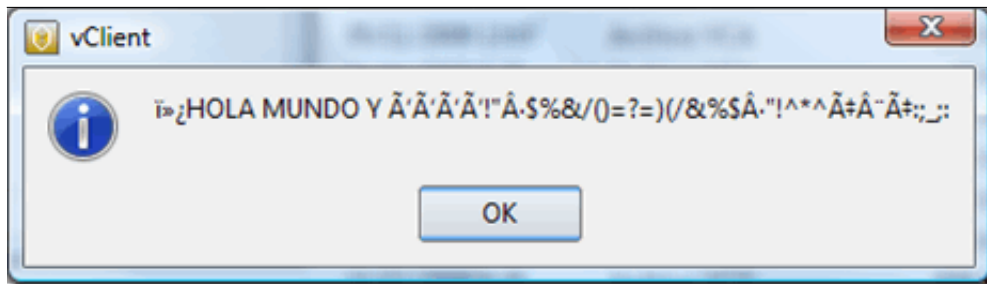 vClient
ï»¿HOLA MUNDO Y Ã‘Ã‘Ã‘Ã‘!"Â·$%&/()=?=)(/&%$Â·"!^*^Ã‡Â¨Ã‡:;_;:
OK